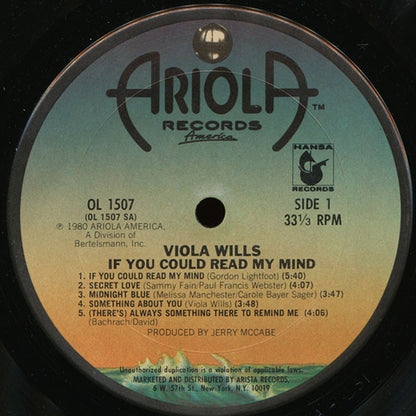 ARIOLA™
RECORDS
America
HANSA
RECORDS
OL 1507
(OL 1507 SA)
℗ 1980 ARIOLA AMERICA,
A Division of
Bertelsmann, Inc.
SIDE 1
33⅓ RPM
VIOLA WILLS
IF YOU COULD READ MY MIND
1. IF YOU COULD READ MY MIND (Gordon Lightfoot) (5:40)
2. SECRET LOVE (Sammy Fain/Paul Francis Webster) (4:07)
3. MIDNIGHT BLUE (Melissa Manchester/Carole Bayer Sager) (3:47)
4. SOMETHING ABOUT YOU (Viola Wills) (3:48)
5. (THERE'S) ALWAYS SOMETHING THERE TO REMIND ME (4:06)
(Bachrach/David)
PRODUCED BY JERRY MCCABE
Unauthorized duplication is a violation of applicable laws.
MARKETED AND DISTRIBUTED BY ARISTA RECORDS,
6 W. 57th St., New York, N.Y. 10019